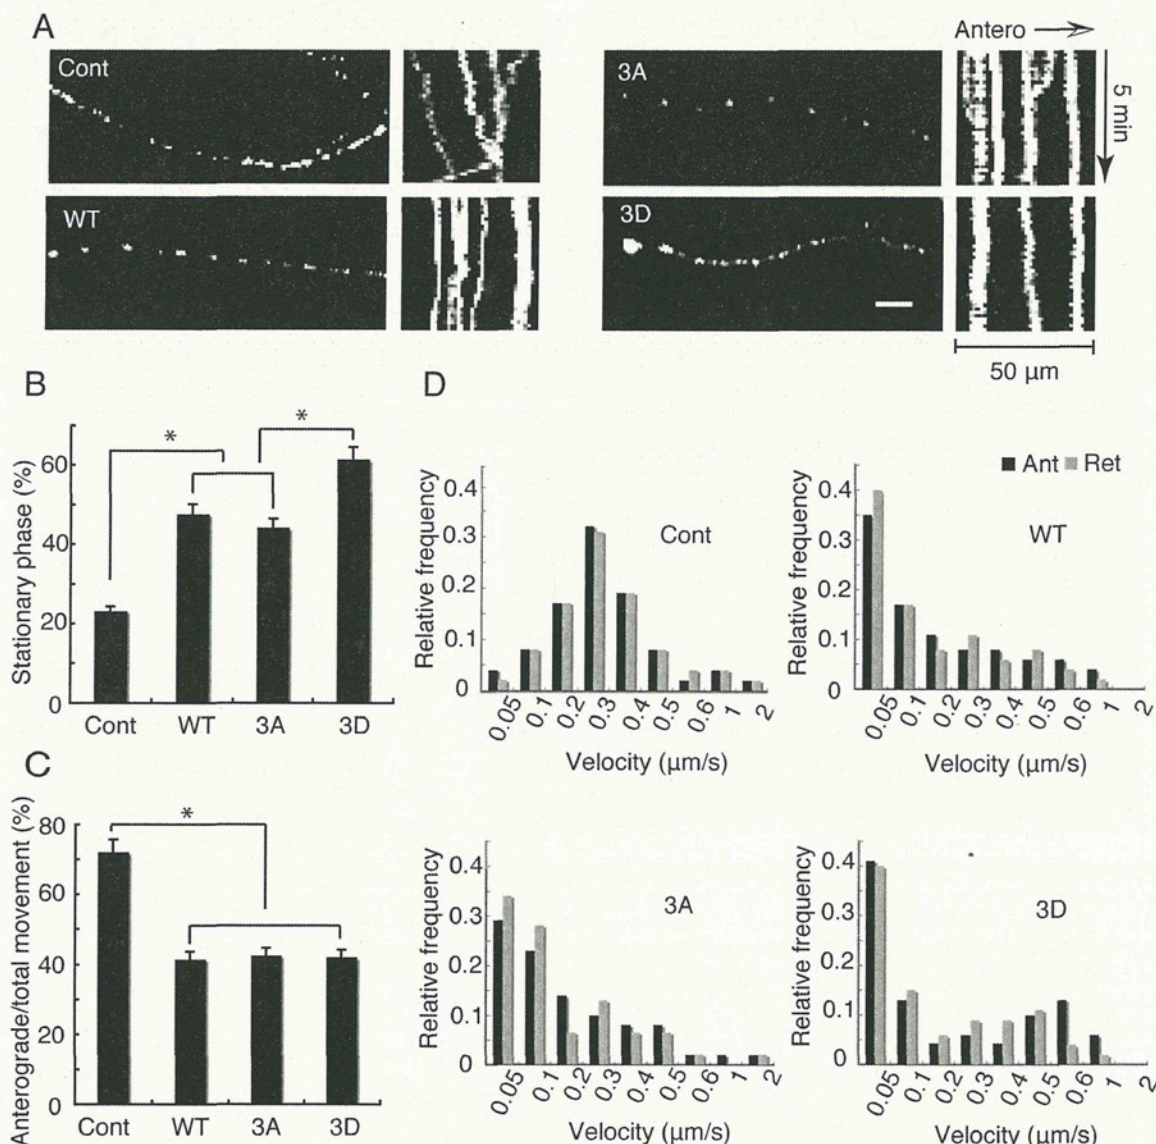 A
Antero
Cont
3A
5 min
WT
3D
50 µm
B
Stationary phase (%)
60
40
20
0
*
*
Cont WT 3A 3D
C
Anterograde/total movement (%)
80
60
40
20
0
*
Cont WT 3A 3D
D
Ant Ret
Relative frequency
0.4
0.3
0.2
0.1
0
Cont
0.05 0.1 0.2 0.3 0.4 0.5 0.6 1 2
Velocity (µm/s)
Relative frequency
0.4
0.3
0.2
0.1
0
WT
0.05 0.1 0.2 0.3 0.4 0.5 0.6 1 2
Velocity (µm/s)
Relative frequency
0.4
0.3
0.2
0.1
0
3A
0.05 0.1 0.2 0.3 0.4 0.5 0.6 1 2
Velocity (µm/s)
Relative frequency
0.4
0.3
0.2
0.1
0
3D
0.05 0.1 0.2 0.3 0.4 0.5 0.6 1 2
Velocity (µm/s)